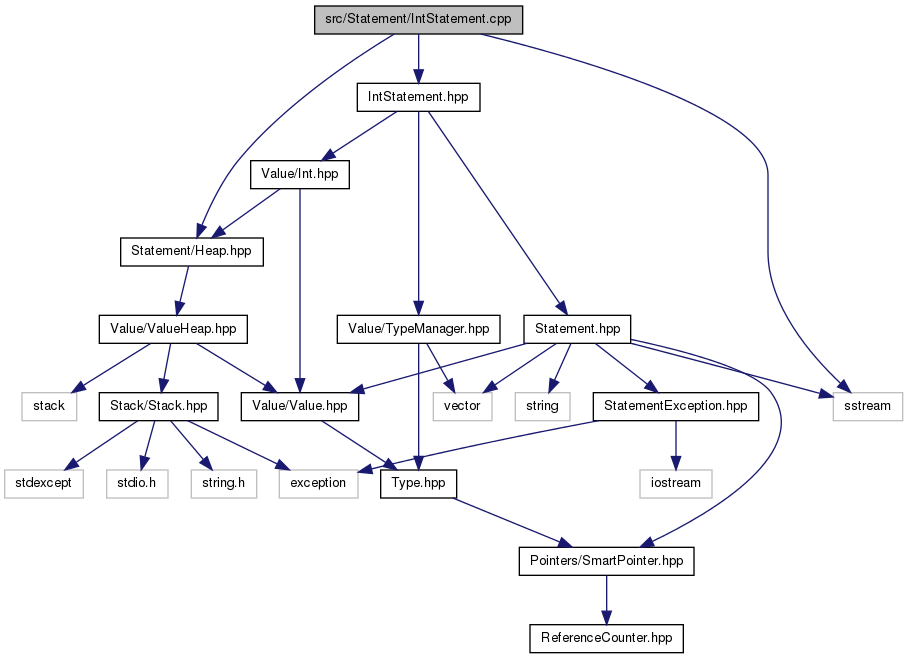 src/Statement/IntStatement.cpp
IntStatement.hpp
Value/Int.hpp
Statement/Heap.hpp
Value/ValueHeap.hpp
Value/TypeManager.hpp
Statement.hpp
stack
Stack/Stack.hpp
Value/Value.hpp
vector
string
StatementException.hpp
sstream
stdexcept
stdio.h
string.h
exception
Type.hpp
iostream
Pointers/SmartPointer.hpp
ReferenceCounter.hpp